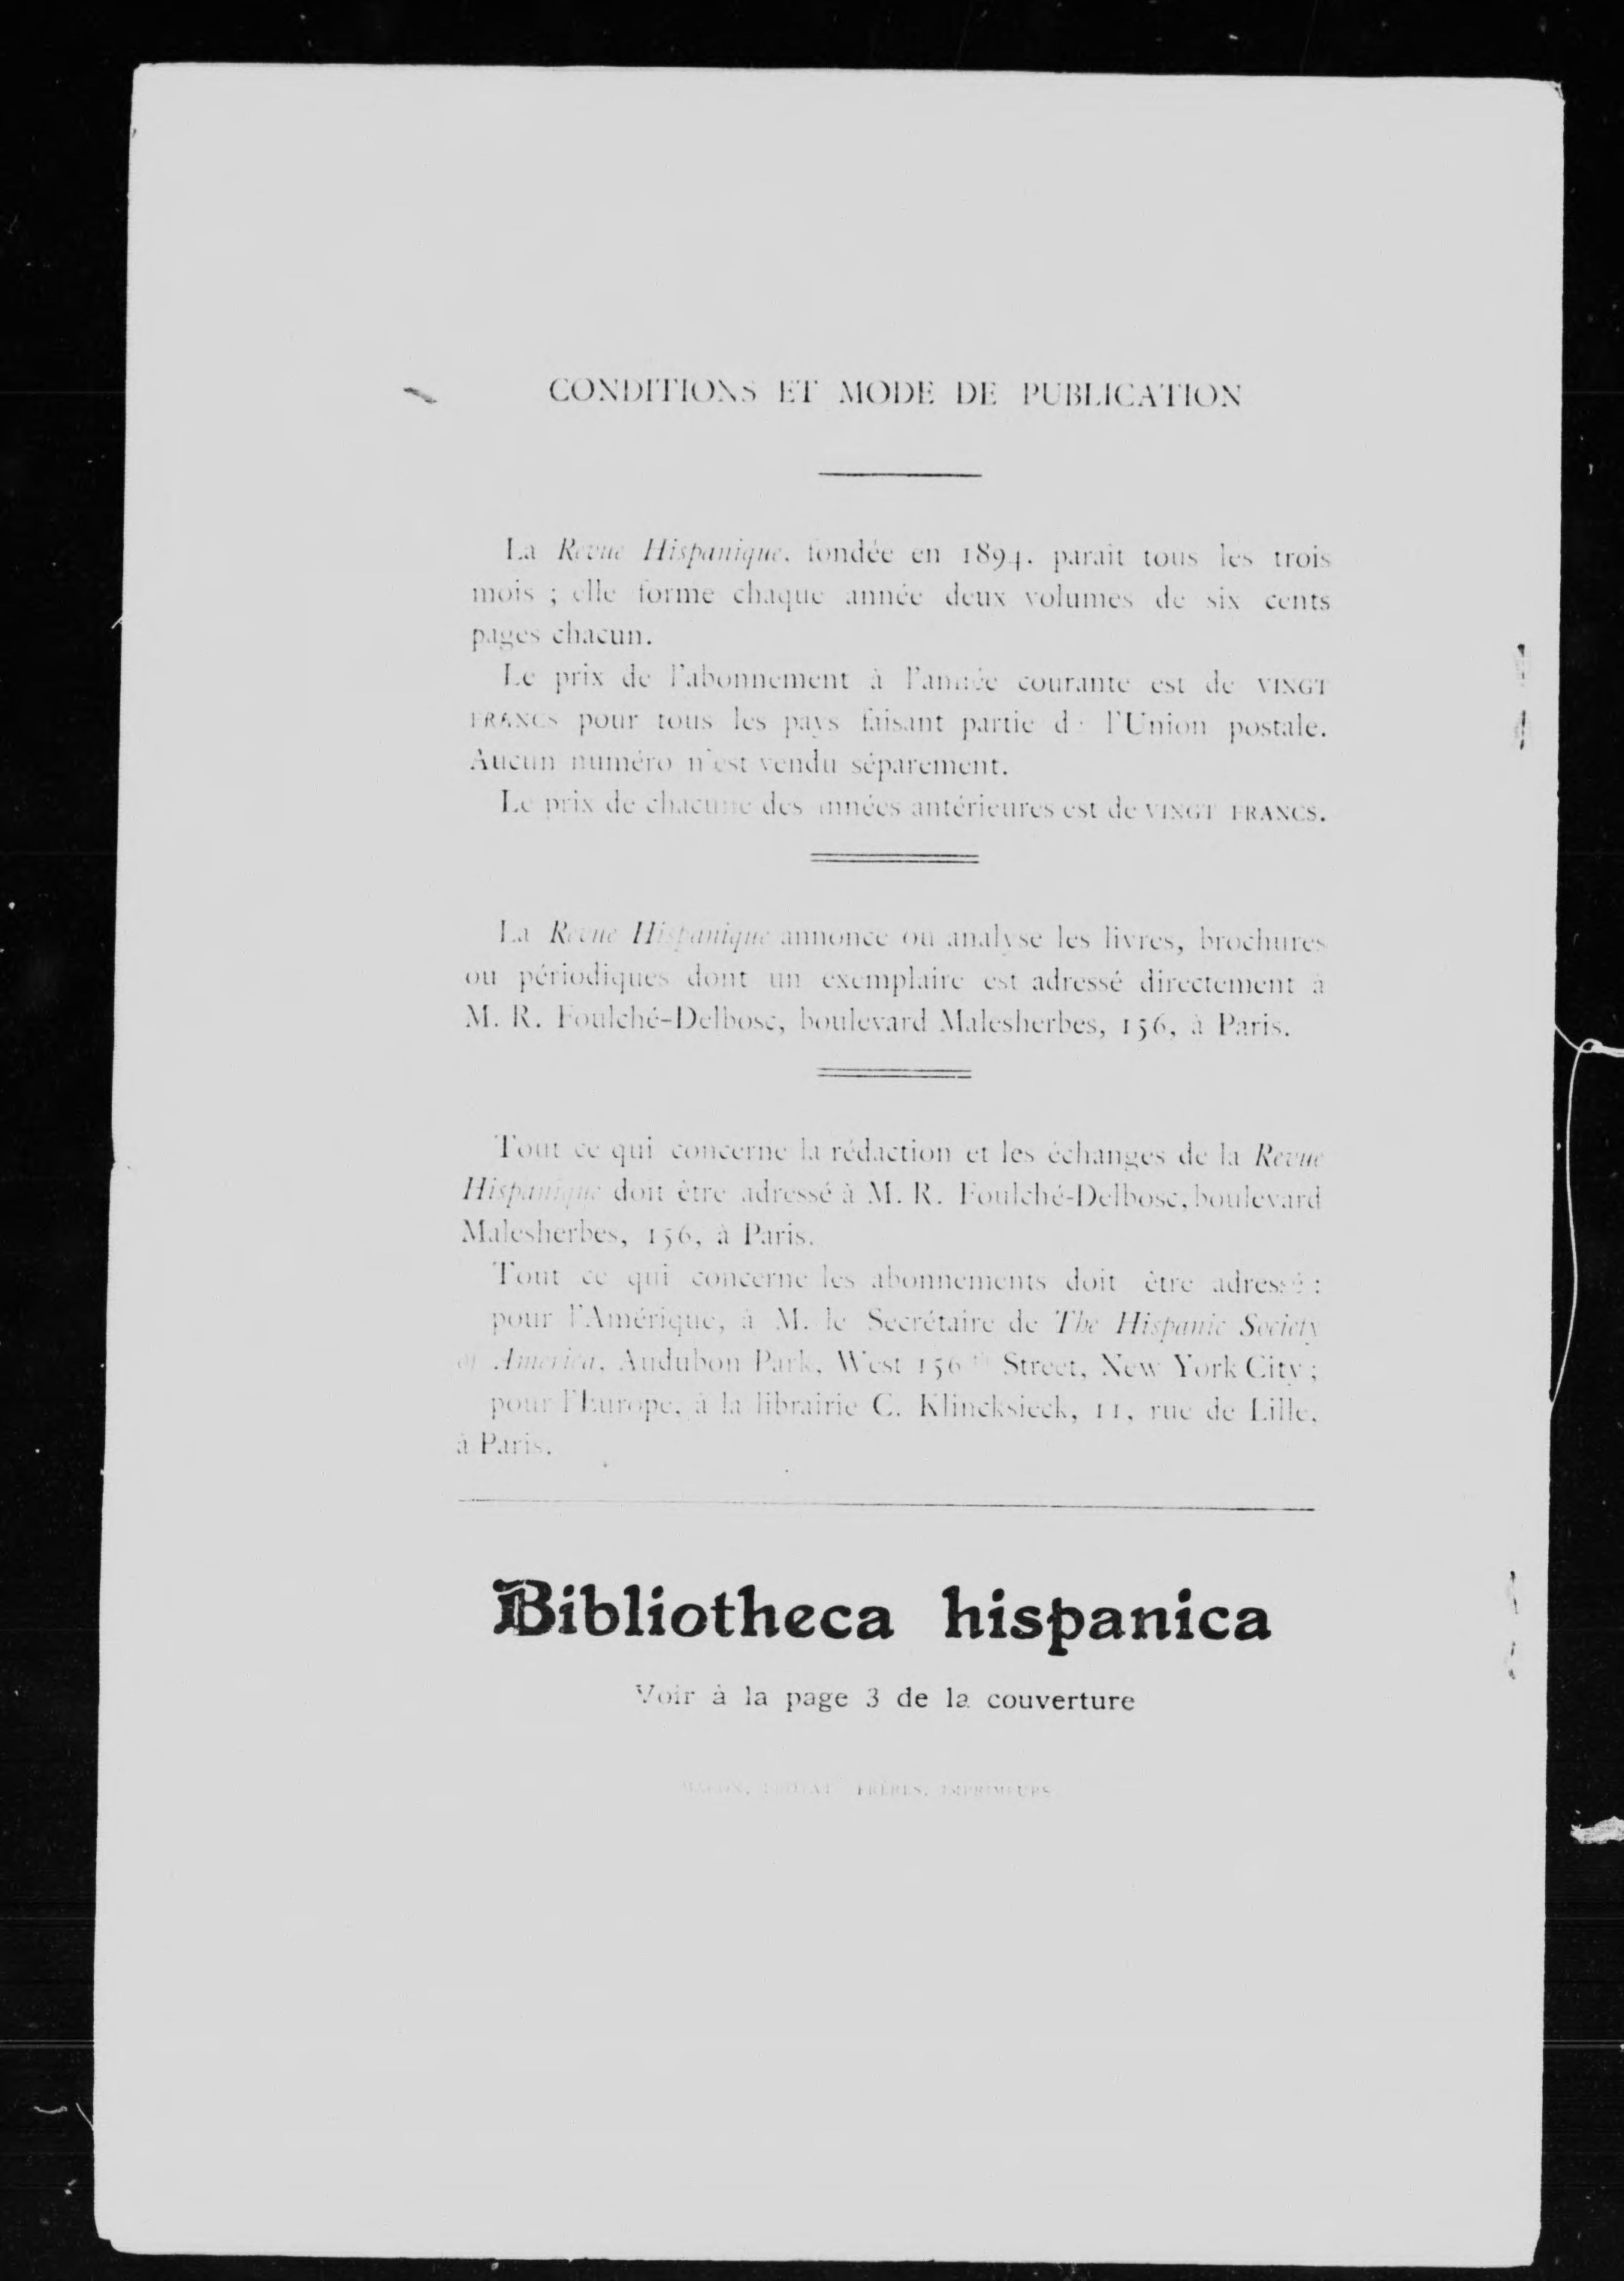 CONDITIONS ET MODE DE PUBLICATION
La Revue Hispanique, fondée en 1894, paraît tous les trois
mois ; elle forme chaque année deux volumes de six cents
pages chacun.
Le prix de l'abonnement à l'année courante est de VINGT
FRANCS pour tous les pays faisant partie de l'Union postale.
Aucun numéro n'est vendu séparement.
Le prix de chacune des années antérieures est de VINGT FRANCS.
La Revue Hispanique annonce ou analyse les livres, brochures
ou périodiques dont un exemplaire est adressé directement à
M. R. Foulché-Delbosc, boulevard Malesherbes, 156, à Paris.
Tout ce qui concerne la rédaction et les échanges de la Revue
Hispanique doit être adressé à M. R. Foulché-Delbosc, boulevard
Malesherbes, 156, à Paris.
Tout ce qui concerne les abonnements doit être adressé :
pour l'Amérique, à M. le Secrétaire de The Hispanic Society
of America, Audubon Park, West 156th Street, New York City ;
pour l'Europe, à la librairie C. Klincksieck, 11, rue de Lille,
à Paris.
Bibliotheca hispanica
Voir à la page 3 de la couverture
MACON, PROTAT FRÈRES, IMPRIMEURS